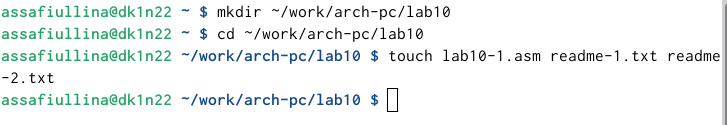 assafiullina@dk1n22 ~ $ mkdir ~/work/arch-pc/lab10
assafiullina@dk1n22 ~ $ cd ~/work/arch-pc/lab10
assafiullina@dk1n22 ~/work/arch-pc/lab10 $ touch lab10-1.asm readme-1.txt readme
-2.txt
assafiullina@dk1n22 ~/work/arch-pc/lab10 $